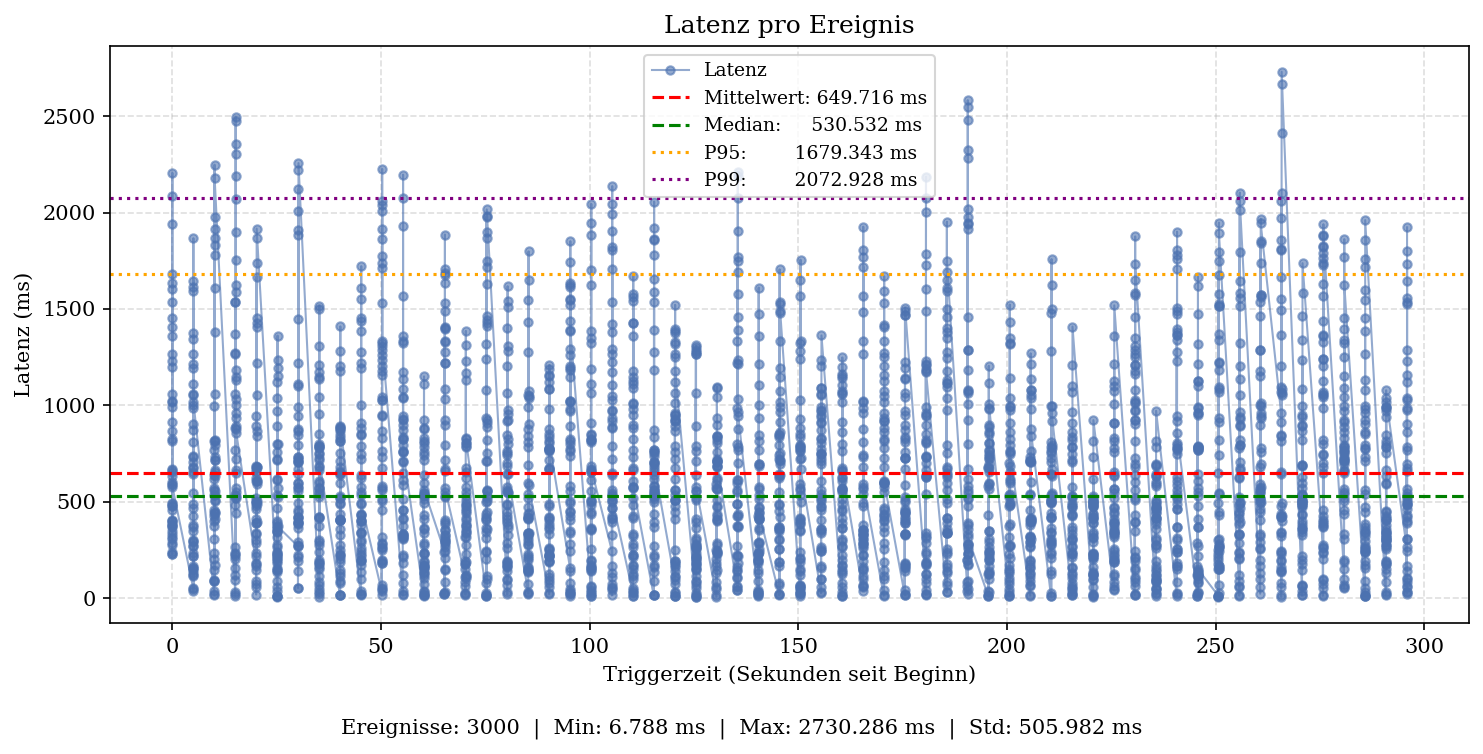 Latenz pro Ereignis
Latenz
Mittelwert: 649.716 ms
Median: 530.532 ms
P95: 1679.343 ms
P99: 2072.928 ms
Latenz (ms)
2500
2000
1500
1000
500
0
0 50 100 150 200 250 300
Triggerzeit (Sekunden seit Beginn)
Ereignisse: 3000 | Min: 6.788 ms | Max: 2730.286 ms | Std: 505.982 ms